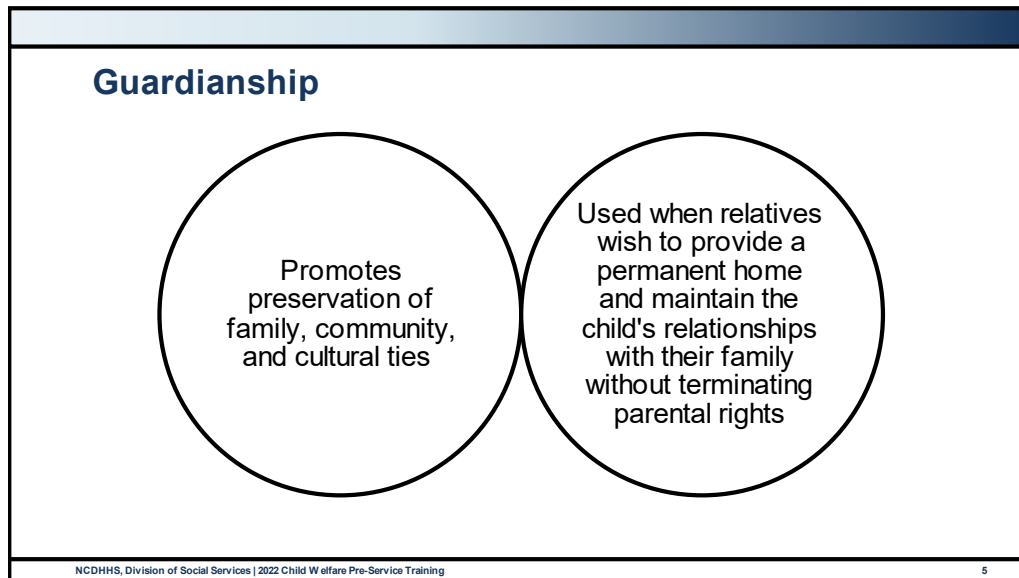 Guardianship
Promotes
preservation of
family, community,
and cultural ties
Used when relatives
wish to provide a
permanent home
and maintain the
child's relationships
with their family
without terminating
parental rights
NCDHHS, Division of Social Services | 2022 Child Welfare Pre-Service Training
5